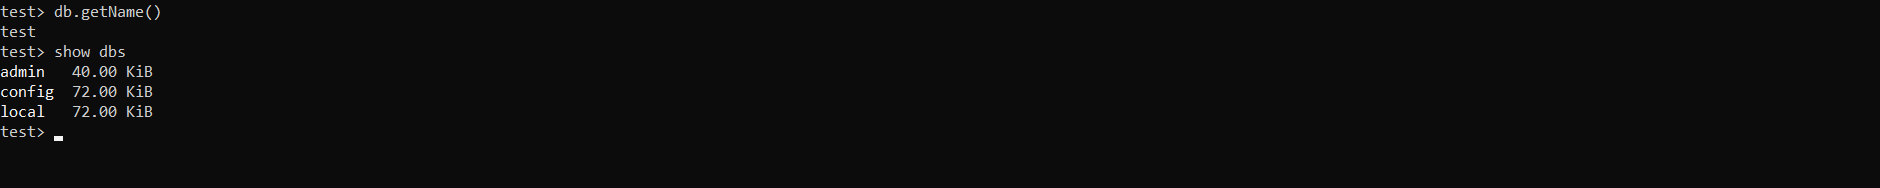 test> db.getName()
test
test> show dbs
admin   40.00 KiB
config  72.00 KiB
local   72.00 KiB
test>